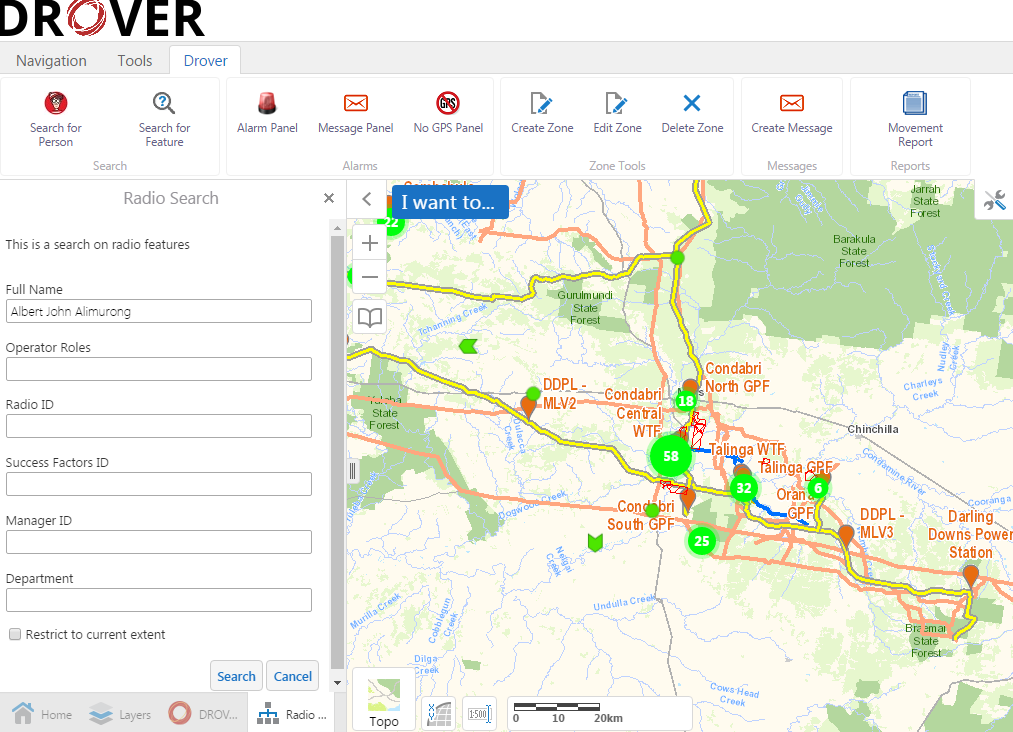 DROVER
Navigation Tools Drover
Search for Person
Search for Feature
Search
Alarm Panel
Message Panel
No GPS Panel
Alarms
Create Zone
Edit Zone
Delete Zone
Zone Tools
Create Message
Messages
Movement Report
Reports
Radio Search
This is a search on radio features
Full Name
Albert John Alimurong
Operator Roles
Radio ID
Success Factors ID
Manager ID
Department
Restrict to current extent
Search Cancel
Home Layers DROV... Radio ...
I want to...
22
Jarrah
State
Forest
Barakula
State
Forest
Gurulmundi
State
Forest
Tchanning Creek
State
Forest
DDPL -
MLV2
Condabri
North GPF
Condabri
Central
WTF
18
58
Chinchilla
Charleys
Creek
Nudley
Creek
Talinga WTF
Talinga GPF
32
6
GPF
Condamine River
Cooranga
Dogwood Creek
South GPF
25
DDPL -
MLV3
Darling
Downs Power
Station
Undulla Creek
Murilla Creek
Cobblegun
Creek
Dilga
Creek
Braemar
State
Forest
Cows Head
Creek
Topo
1:500
0 10 20km